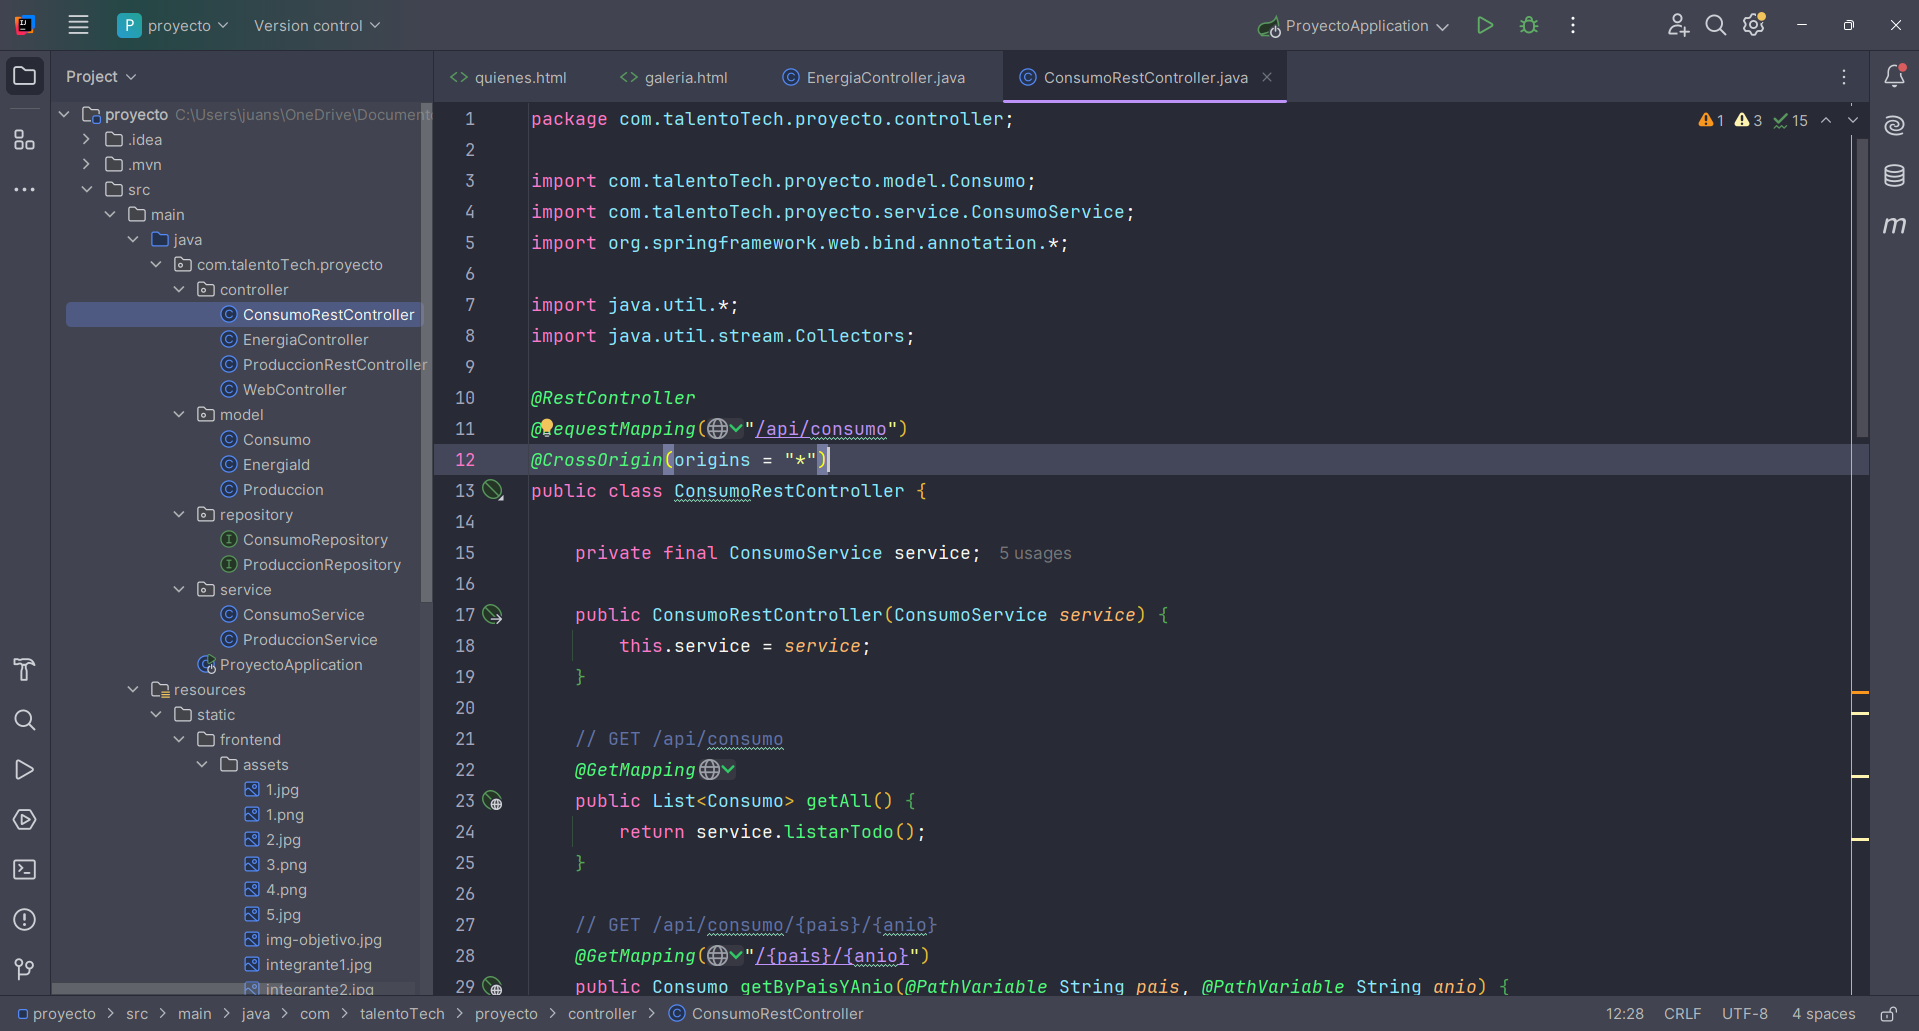 P proyecto Version control ProyectoApplication
Project
quienes.html galeria.html EnergiaController.java ConsumoRestController.java
proyecto C:\Users\juans\OneDrive\Document
.idea
.mvn
src
main
java
com.talentoTech.proyecto
controller
ConsumoRestController
EnergiaController
ProduccionRestController
WebController
model
Consumo
EnergiaId
Produccion
repository
ConsumoRepository
ProduccionRepository
service
ConsumoService
ProduccionService
ProyectoApplication
resources
static
frontend
assets
1.jpg
1.png
2.jpg
3.png
4.png
5.jpg
img-objetivo.jpg
integrante1.jpg
integrante2.jpg
1 package com.talentoTech.proyecto.controller;
1 3 15
2
3 import com.talentoTech.proyecto.model.Consumo;
4 import com.talentoTech.proyecto.service.ConsumoService;
5 import org.springframework.web.bind.annotation.*;
6
7 import java.util.*;
8 import java.util.stream.Collectors;
9
10 @RestController
11 @RequestMapping("/api/consumo")
12 @CrossOrigin(origins = "*")
13 public class ConsumoRestController {
14
15 private final ConsumoService service; 5 usages
16
17 public ConsumoRestController(ConsumoService service) {
18 this.service = service;
19 }
20
21 // GET /api/consumo
22 @GetMapping
23 public List<Consumo> getAll() {
24 return service.listarTodo();
25 }
26
27 // GET /api/consumo/{pais}/{anio}
28 @GetMapping("/{pais}/{anio}")
29 public Consumo getByPaisYAnio(@PathVariable String pais, @PathVariable String anio) {
m
proyecto > src > main > java > com > talentoTech > proyecto > controller > ConsumoRestController
12:28 CRLF UTF-8 4 spaces